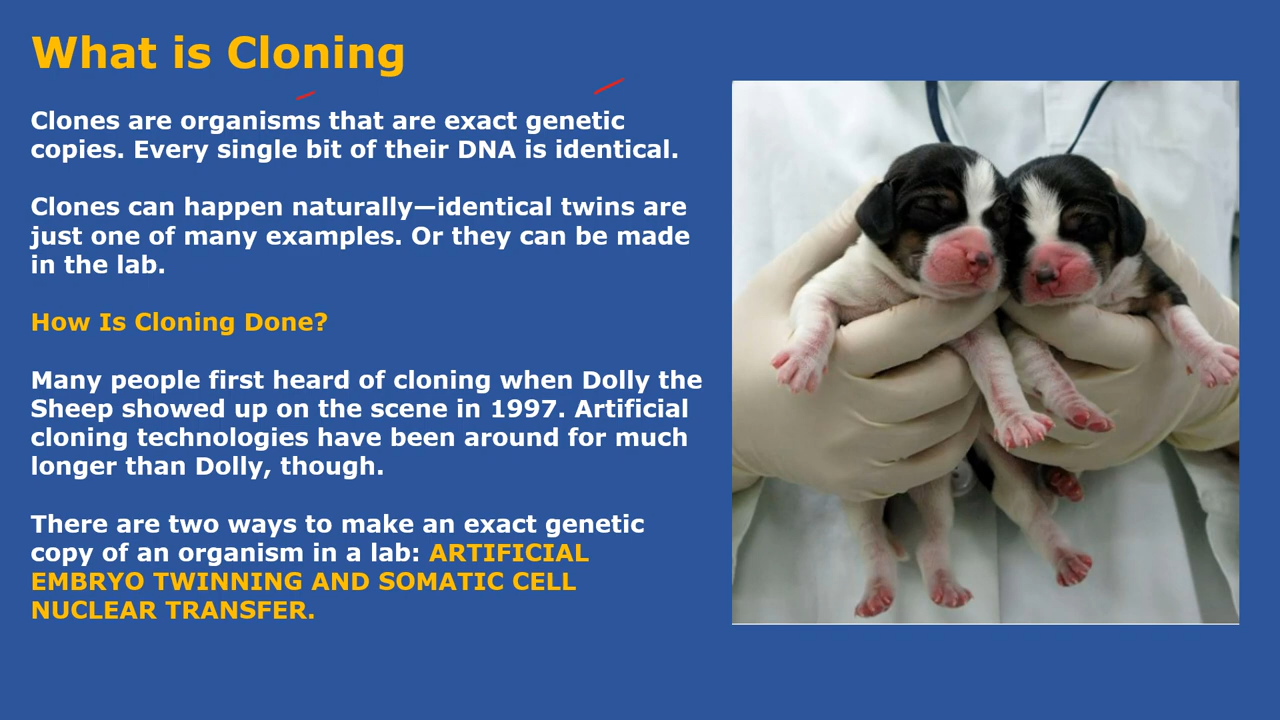 What is Cloning
Clones are organisms that are exact genetic
copies. Every single bit of their DNA is identical.
Clones can happen naturally—identical twins are
just one of many examples. Or they can be made
in the lab.
How Is Cloning Done?
Many people first heard of cloning when Dolly the
Sheep showed up on the scene in 1997. Artificial
cloning technologies have been around for much
longer than Dolly, though.
There are two ways to make an exact genetic
copy of an organism in a lab: ARTIFICIAL
EMBRYO TWINNING AND SOMATIC CELL
NUCLEAR TRANSFER.